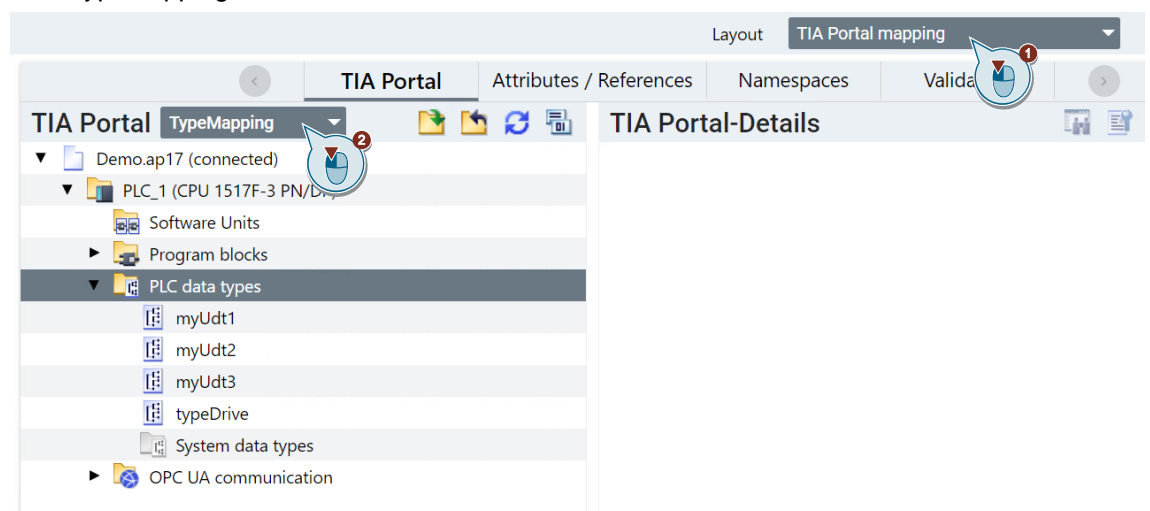 Layout TIA Portal mapping
1
TIA Portal Attributes / References Namespaces
TIA Portal TypeMapping
2
TIA Portal-Details
Demo.ap17 (connected)
PLC_1 (CPU 1517F-3 PN/
Software Units
Program blocks
PLC data types
myUdt1
myUdt2
myUdt3
typeDrive
System data types
OPC UA communication